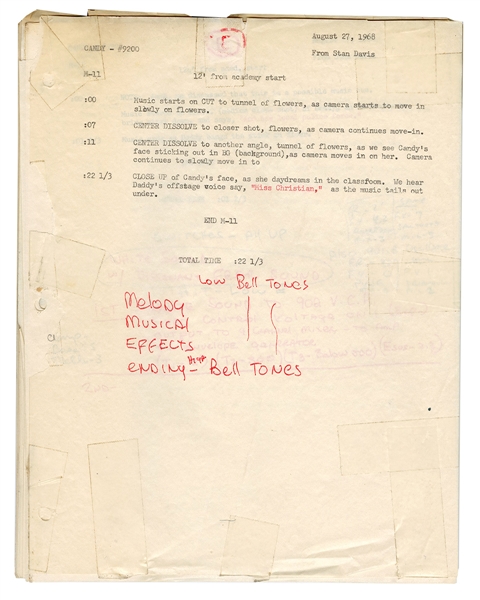 August 27, 1968
CANDY - #9200
From Stan Davis
M-11
12' from academy start
:00 Music starts on CUT to tunnel of flowers, as camera starts to move in
slowly on flowers.
:07 CENTER DISSOLVE to closer shot, flowers, as camera continues move-in.
:11 CENTER DISSOLVE to another angle, tunnel of flowers, as we see Candy's
face sticking out in BG (background),as camera moves in on her. Camera
continues to slowly move in to
:22 1/3 CLOSE UP of Candy's face, as she daydreams in the classroom. We hear
Daddy's offstage voice say, "Miss Christian," as the music tails out
under.
END M-11
TOTAL TIME :22 1/3
Low Bell Tones
Melody
Musical
Effects
ending - Bell Tones